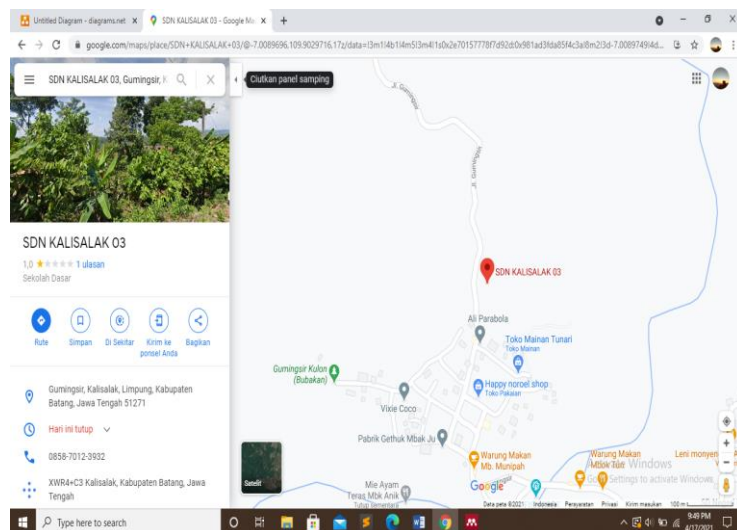 Untitled Diagram - diagrams.net
SDN KALISALAK 03 - Google Ma
google.com/maps/place/SDN+KALISALAK+03/@-7.0089696,109.9029716,17z/data=
SDN KALISALAK 03, Gumingsir, K
Ciutkan panel samping
SDN KALISALAK 03
1,0 1 ulasan
Sekolah Dasar
Rute
Simpan
Di Sekitar
Kirim ke
ponsel Anda
Bagikan
Gumingsir, Kalisalak, Limpung, Kabupaten
Batang, Jawa Tengah 51271
Hari ini tutup
0858-7012-3932
XWR4+C3 Kalisalak, Kabupaten Batang, Jawa
Tengah
Jl. Gumingsir
Jl. Gumingsir
SDN KALISALAK 03
Ali Parabola
Toko Mainan Tunari
Toko Mainan
Gumingsir Kulon
(Bubakan)
Happy noroel shop
Toko Pakaian
Vixie Coco
Pabrik Gethuk Mbak Ju
Warung Makan
Mb. Munipah
Warung Makan
Leni monyen
Activate Windows
Go to Settings to activate Windows.
Mie Ayam
Teras Mbk Anik
Tutup sementara
Satelit
Google
Data peta ©2021 Indonesia Persyaratan Privasi Kirim masukan 100 m
Type here to search
9:49 PM
4/17/2021